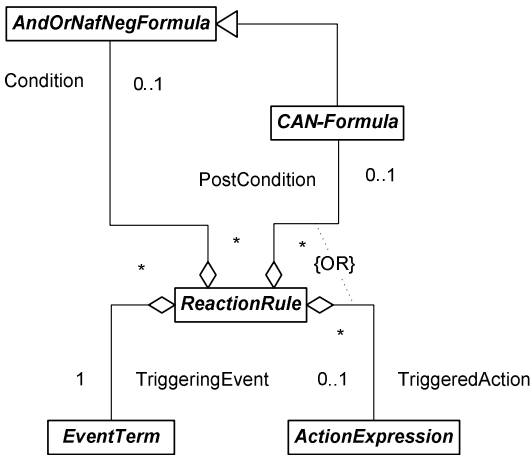 AndOrNafNegFormula
Condition
0..1
CAN-Formula
PostCondition
0..1
*
*
{OR}
*
ReactionRule
*
1
TriggeringEvent
0..1
TriggeredAction
EventTerm
ActionExpression